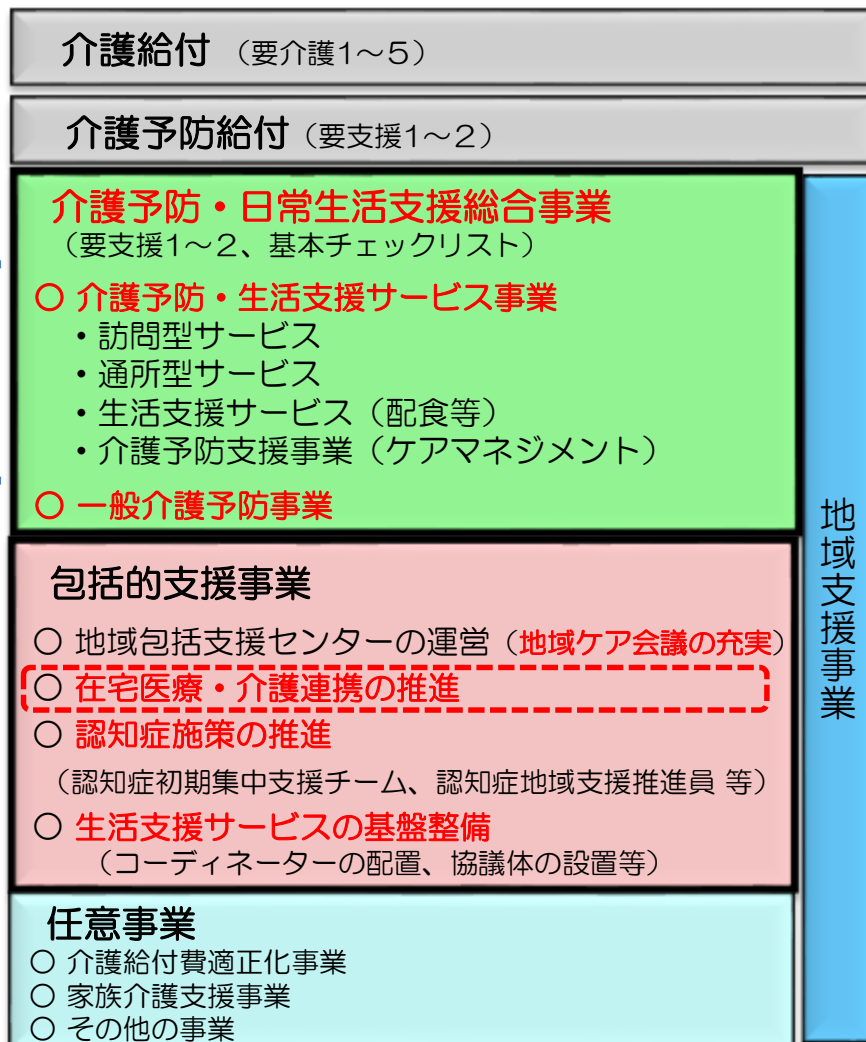 介護給付 （要介護1～5）
介護予防給付（要支援1～2）
介護予防・日常生活支援総合事業
（要支援1～2、基本チェックリスト）
○ 介護予防・生活支援サービス事業
・訪問型サービス
・通所型サービス
・生活支援サービス（配食等）
・介護予防支援事業（ケアマネジメント）
○ 一般介護予防事業
包括的支援事業
○ 地域包括支援センターの運営（地域ケア会議の充実）
○ 在宅医療・介護連携の推進
○ 認知症施策の推進
（認知症初期集中支援チーム、認知症地域支援推進員 等）
○ 生活支援サービスの基盤整備
（コーディネーターの配置、協議体の設置等）
任意事業
○ 介護給付費適正化事業
○ 家族介護支援事業
○ その他の事業
地域支援事業